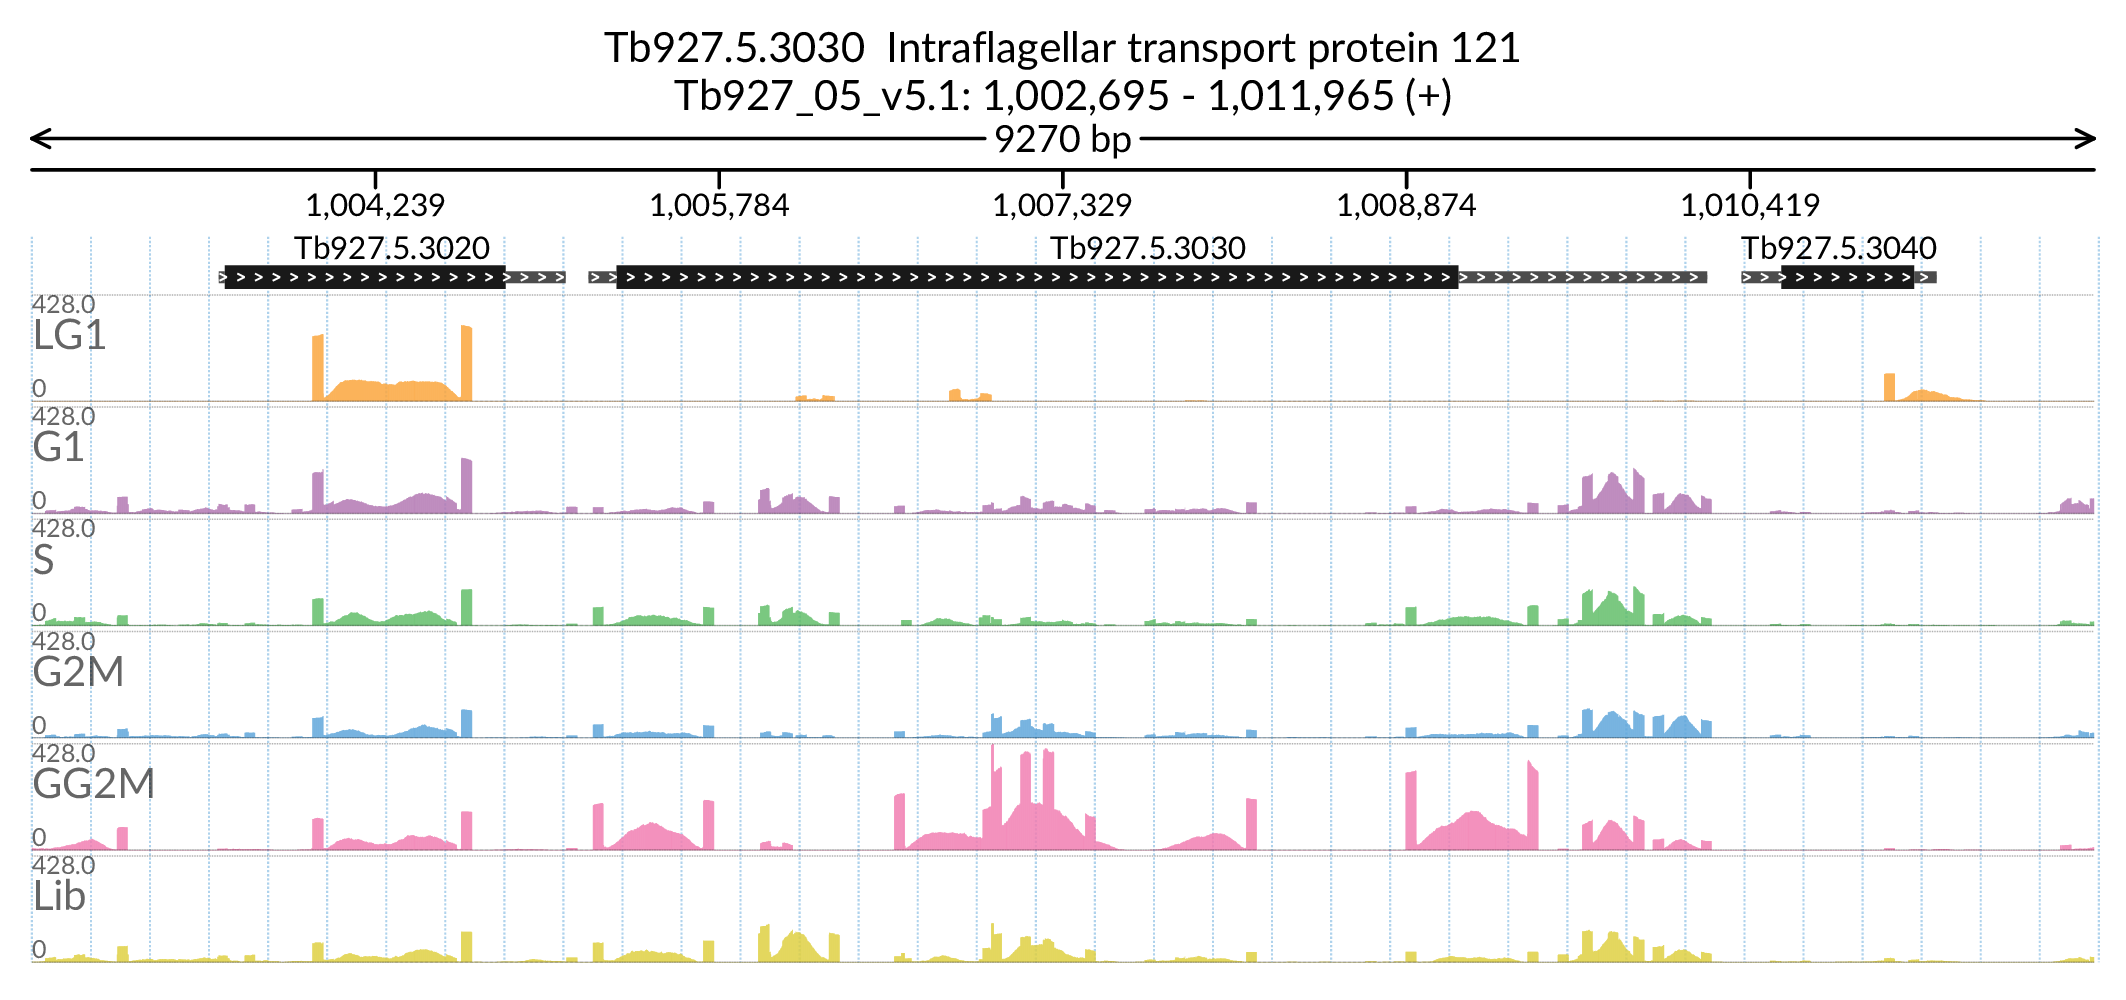 Tb927.5.3030  Intraflagellar transport protein 121
Tb927_05_v5.1: 1,002,695 - 1,011,965 (+)
9270 bp
1,004,239 1,005,784 1,007,329 1,008,874 1,010,419
Tb927.5.3020 Tb927.5.3030 Tb927.5.3040
428.0
LG1
0
428.0
G1
0
428.0
S
0
428.0
G2M
0
428.0
GG2M
0
428.0
Lib
0